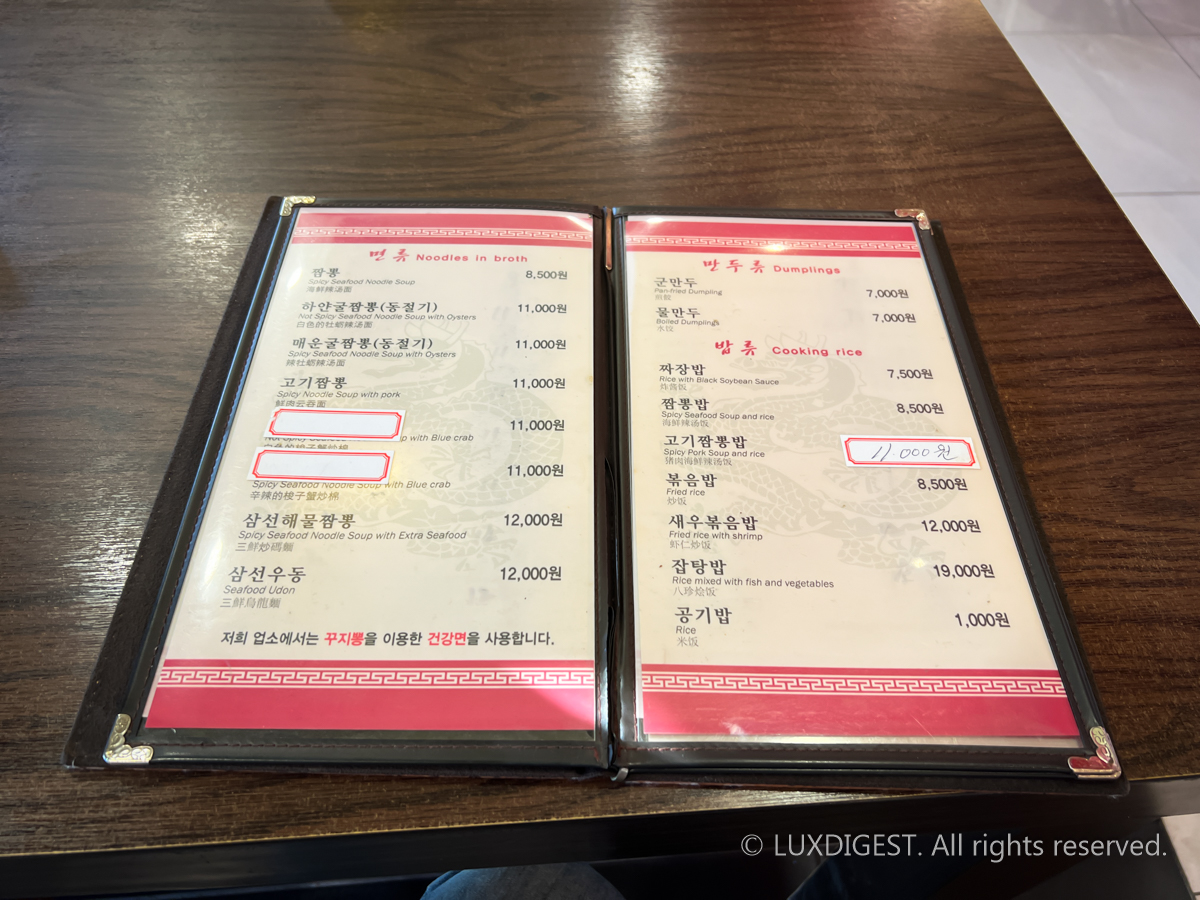 면류 Noodles in broth
짬뽕 8,500원
Spicy Seafood Noodle Soup
海鮮辣汤面
하얀굴짬뽕(동절기) 11,000원
Not Spicy Seafood Noodle Soup with Oysters
白色的牡蛎辣汤面
매운굴짬뽕(동절기) 11,000원
Spicy Seafood Noodle Soup with Oysters
辣牡蛎辣汤面
고기짬뽕 11,000원
Spicy Noodle Soup with pork
鮮肉云吞面
11,000원
up with Blue crab
11,000원
Spicy Seafood Noodle Soup with Blue crab
辛辣的梭子蟹炒棉
삼선해물짬뽕 12,000원
Spicy Seafood Noodle Soup with Extra Seafood
三鮮炒碼麵
삼선우동 12,000원
Seafood Udon
三鮮烏龍麵
저희 업소에서는 꾸지뽕을 이용한 건강면을 사용합니다.
만두류 Dumplings
군만두 7,000원
Pan-fried Dumpling
물만두 7,000원
Boiled Dumplings
水饺
밥류 Cooking rice
짜장밥 7,500원
Rice with Black Soybean Sauce
炸酱饭
짬뽕밥 8,500원
Spicy Seafood Soup and rice
海鲜辣汤饭
고기짬뽕밥 11.000원
Spicy Pork Soup and rice
猪肉海鲜辣汤饭
볶음밥 8,500원
Fried rice
炒饭
새우볶음밥 12,000원
Fried rice with shrimp
虾仁炒饭
잡탕밥 19,000원
Rice mixed with fish and vegetables
八珍烩饭
공기밥 1,000원
Rice
米饭
© LUXDIGEST. All rights reserved.